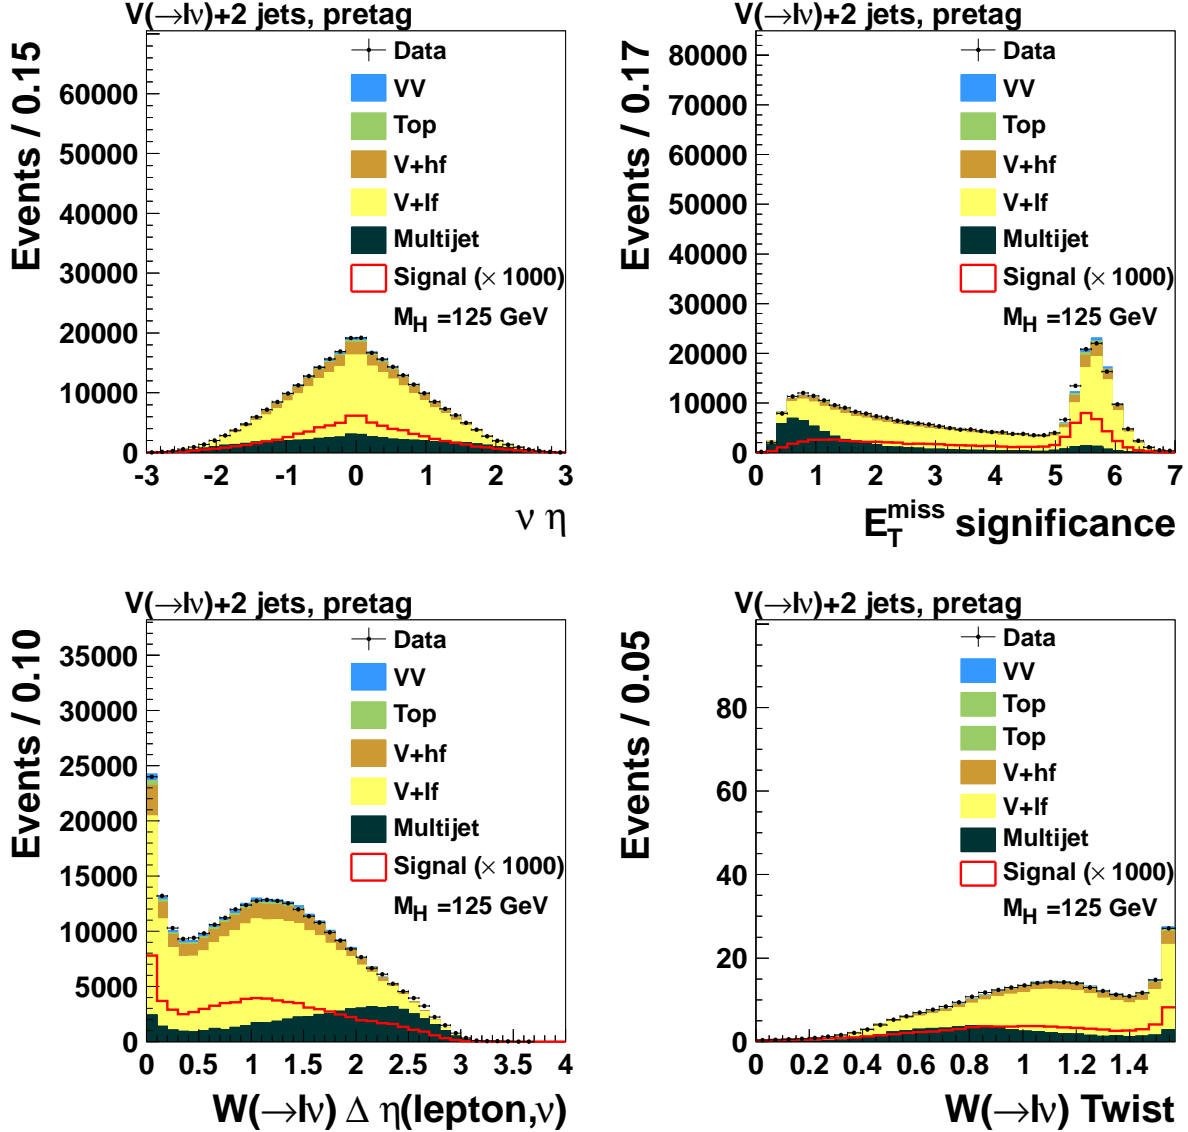 V(→lν)+2 jets, pretag
Events / 0.15
60000
50000
40000
30000
20000
10000
0
-3 -2 -1 0 1 2 3
ν η
Data
VV
Top
V+hf
V+lf
Multijet
Signal (× 1000)
M_H =125 GeV
V(→lν)+2 jets, pretag
Events / 0.17
80000
70000
60000
50000
40000
30000
20000
10000
0
0 1 2 3 4 5 6 7
E_T^miss significance
Data
VV
Top
V+hf
V+lf
Multijet
Signal (× 1000)
M_H =125 GeV
V(→lν)+2 jets, pretag
Events / 0.10
35000
30000
25000
20000
15000
10000
5000
0
0 0.5 1 1.5 2 2.5 3 3.5 4
W(→lν) Δ η(lepton,ν)
Data
VV
Top
V+hf
V+lf
Multijet
Signal (× 1000)
M_H =125 GeV
V(→lν)+2 jets, pretag
Events / 0.05
80
60
40
20
0
0 0.2 0.4 0.6 0.8 1 1.2 1.4
W(→lν) Twist
Data
VV
Top
Top
V+hf
V+lf
Multijet
Signal (× 1000)
M_H =125 GeV